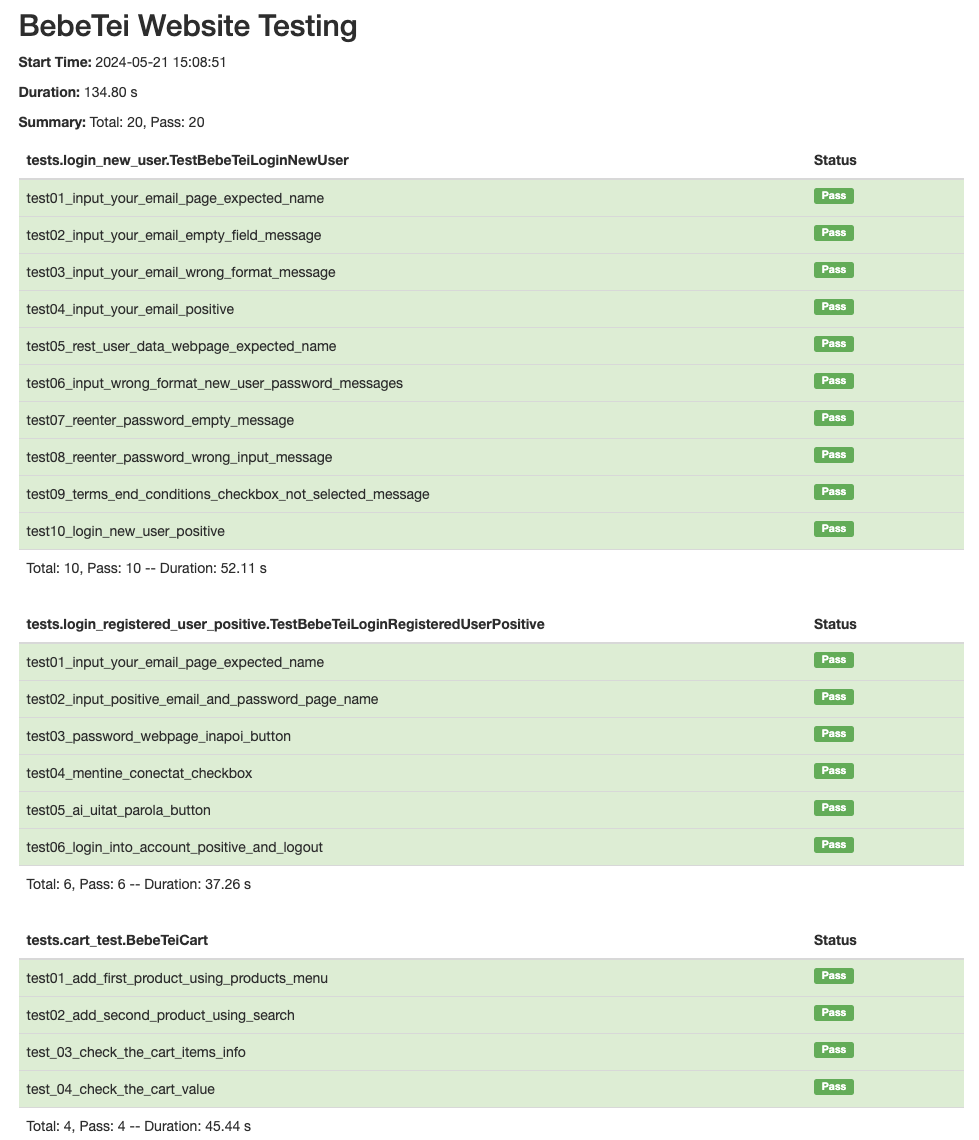 BebeTei Website Testing
Start Time: 2024-05-21 15:08:51
Duration: 134.80 s
Summary: Total: 20, Pass: 20
tests.login_new_user.TestBebeTeiLoginNewUser Status
test01_input_your_email_page_expected_name Pass
test02_input_your_email_empty_field_message Pass
test03_input_your_email_wrong_format_message Pass
test04_input_your_email_positive Pass
test05_rest_user_data_webpage_expected_name Pass
test06_input_wrong_format_new_user_password_messages Pass
test07_reenter_password_empty_message Pass
test08_reenter_password_wrong_input_message Pass
test09_terms_end_conditions_checkbox_not_selected_message Pass
test10_login_new_user_positive Pass
Total: 10, Pass: 10 -- Duration: 52.11 s
tests.login_registered_user_positive.TestBebeTeiLoginRegisteredUserPositive Status
test01_input_your_email_page_expected_name Pass
test02_input_positive_email_and_password_page_name Pass
test03_password_webpage_inapoi_button Pass
test04_mentine_conectat_checkbox Pass
test05_ai_uitat_parola_button Pass
test06_login_into_account_positive_and_logout Pass
Total: 6, Pass: 6 -- Duration: 37.26 s
tests.cart_test.BebeTeiCart Status
test01_add_first_product_using_products_menu Pass
test02_add_second_product_using_search Pass
test_03_check_the_cart_items_info Pass
test_04_check_the_cart_value Pass
Total: 4, Pass: 4 -- Duration: 45.44 s